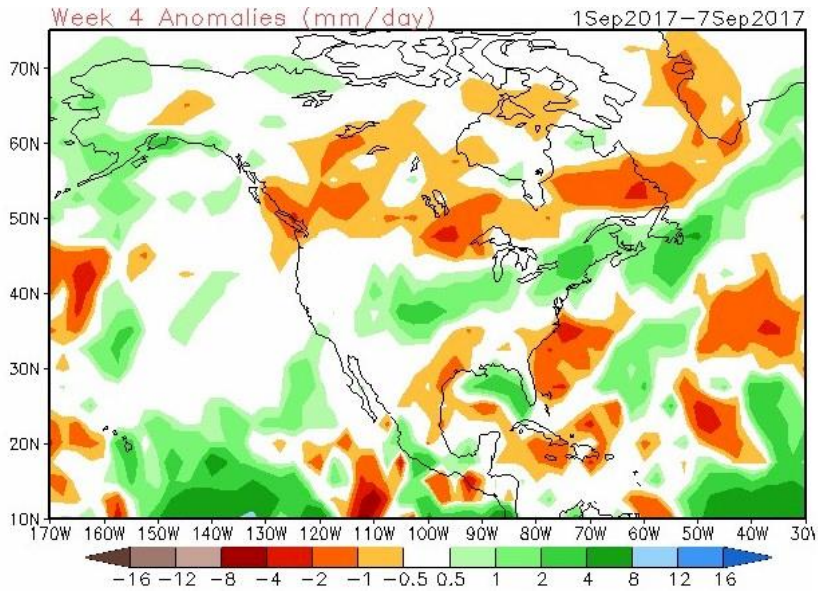 Week 4 Anomalies (mm/day) 1Sep2017-7Sep2017
70N
60N
50N
40N
30N
20N
10N
170W 160W 150W 140W 130W 120W 110W 100W 90W 80W 70W 60W 50W 40W 30W
-16 -12 -8 -4 -2 -1 -0.5 0.5 1 2 4 8 12 16